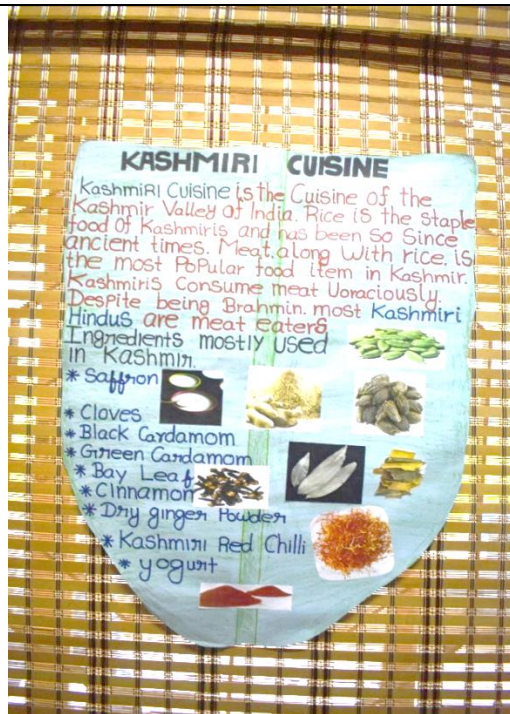 KASHMIRI CUISINE
KashmiRI Cuisine is the Cuisine of the
Kashmir Valley of India. Rice is the staple
food of Kashmiris and has been so since
ancient times. Meat. along with rice. is
the most PoPular food item in Kashmir.
Kashmiris Consume meat Voraciously.
Despite being Brahmin. most Kashmiri
Hindus are meat eaters
Ingredients mostly used
in Kashmir.
* Saffron
* Cloves
* Black Cardamom
* Green Cardamom
* Bay Leaf
* Cinnamon
* Dry ginger Powder
* Kashmiri Red Chilli
* yogurt